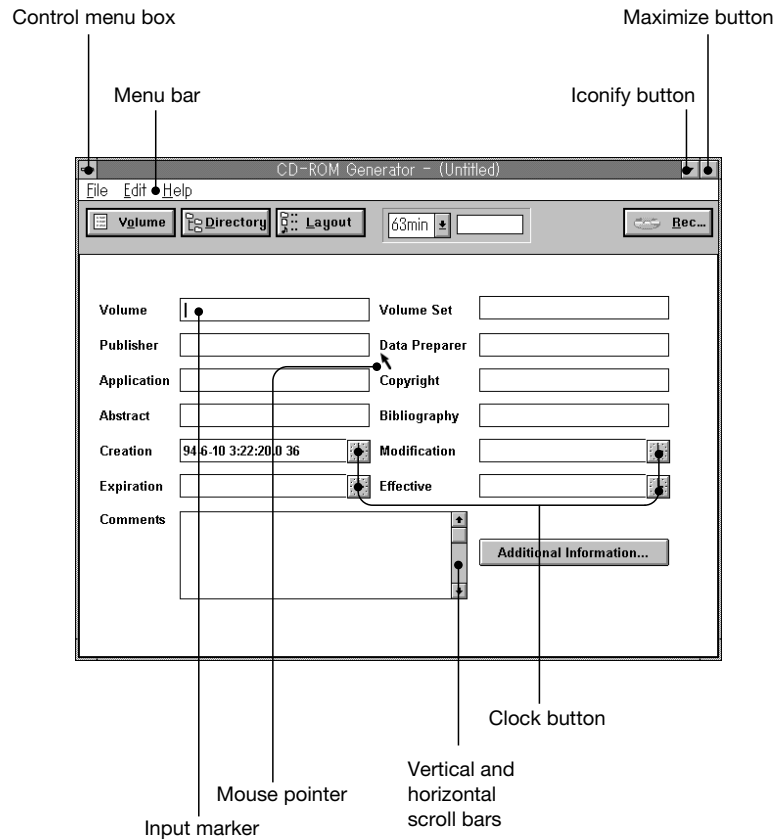 Control menu box
Maximize button
Menu bar
Iconify button
CD-ROM Generator - (Untitled)
File Edit Help
Volume Directory Layout 63min Rec...
Volume Volume Set
Publisher Data Preparer
Application Copyright
Abstract Bibliography
Creation 94-6-10 3:22:20.0 36 Modification
Expiration Effective
Comments
Additional Information...
Clock button
Vertical and
horizontal
scroll bars
Mouse pointer
Input marker